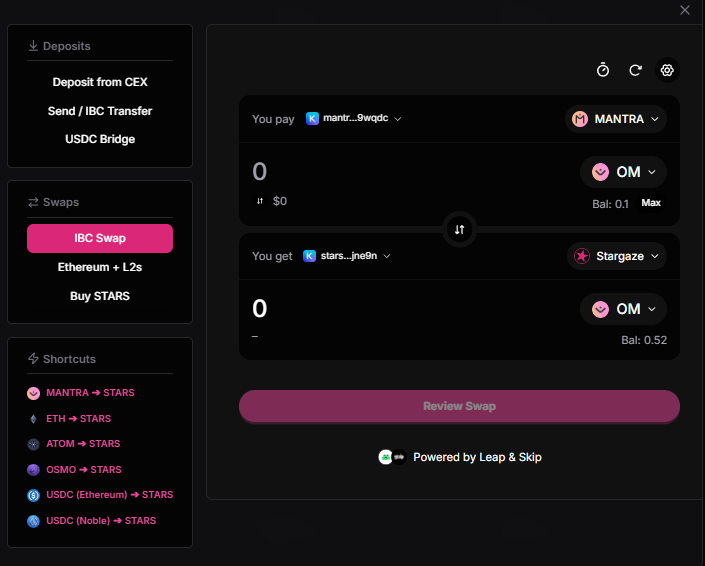 Deposits
Deposit from CEX
Send / IBC Transfer
USDC Bridge
Swaps
IBC Swap
Ethereum + L2s
Buy STARS
Shortcuts
MANTRA ➔ STARS
ETH ➔ STARS
ATOM ➔ STARS
OSMO ➔ STARS
USDC (Ethereum) ➔ STARS
USDC (Noble) ➔ STARS
You pay mantr...9wqdc MANTRA
0 OM
$0 Bal: 0.1 Max
You get stars...jne9n Stargaze
0 OM
– Bal: 0.52
Review Swap
Powered by Leap & Skip